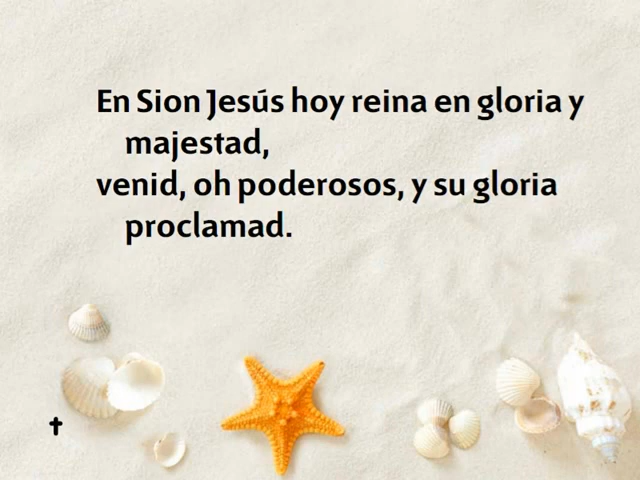 En Sion Jesús hoy reina en gloria y
majestad,
venid, oh poderosos, y su gloria
proclamad.